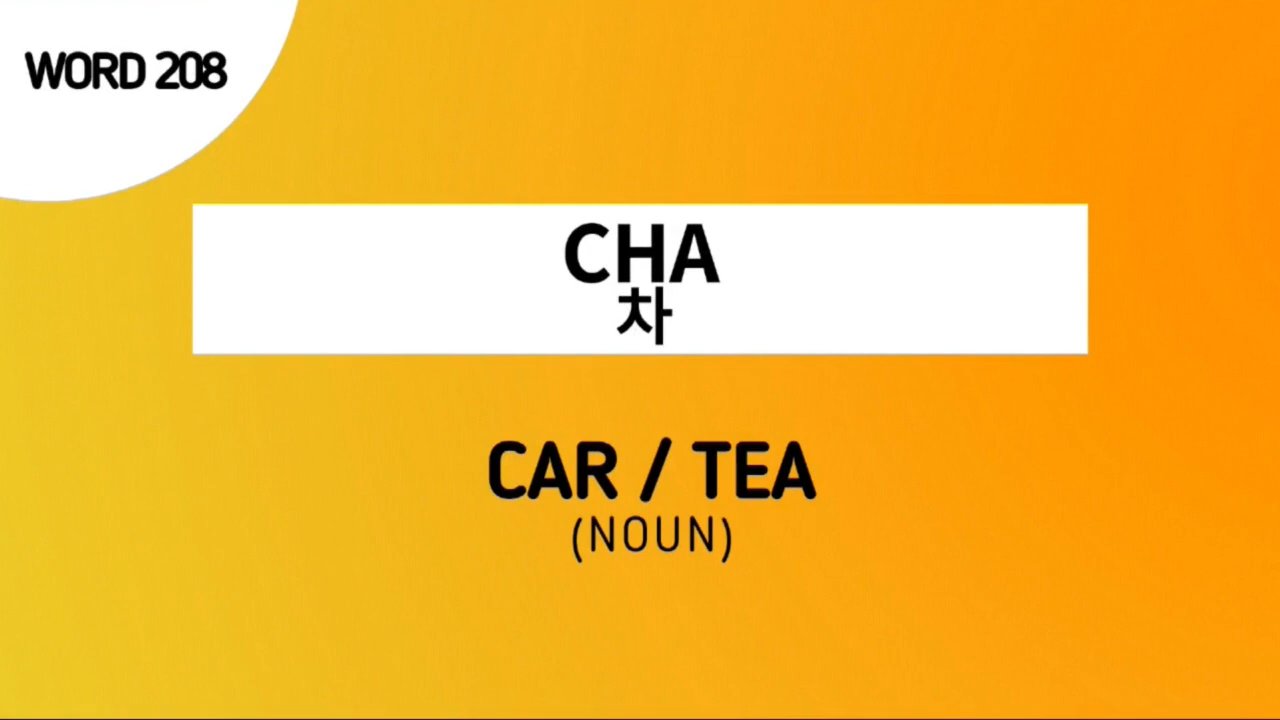 WORD 208
CHA
차
CAR / TEA
(NOUN)